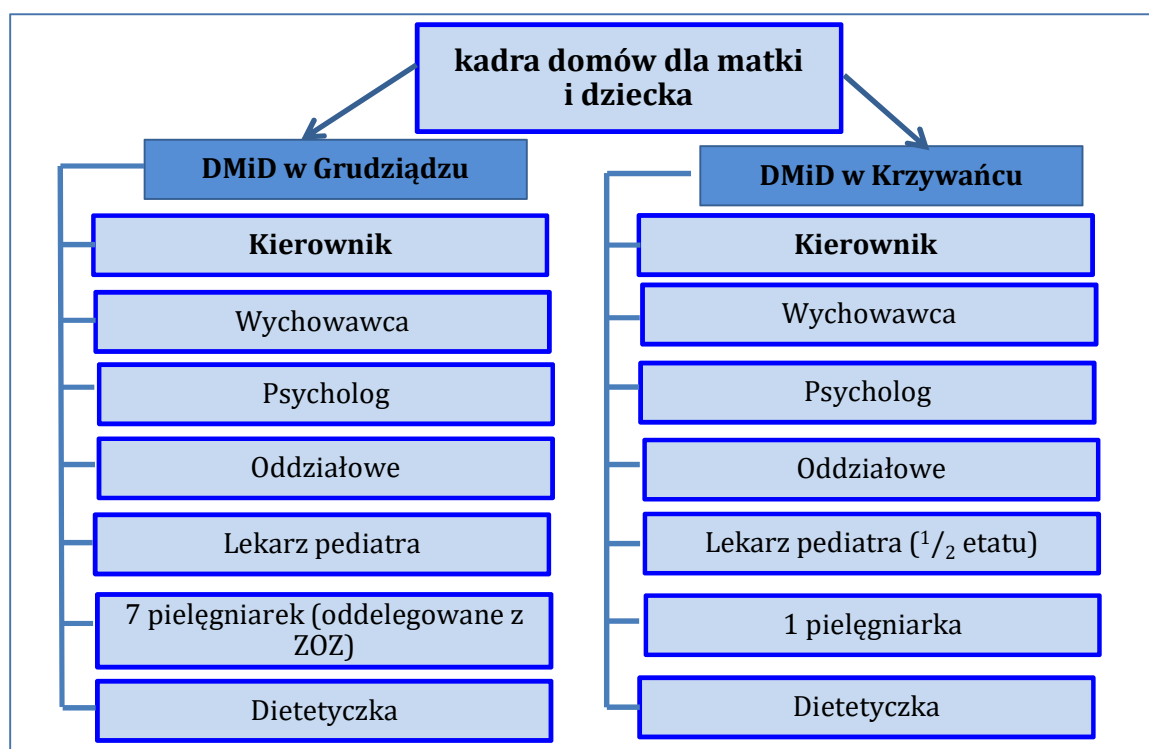 kadra domów dla matki
i dziecka
DMiD w Grudziądzu
Kierownik
Wychowawca
Psycholog
Oddziałowe
Lekarz pediatra
7 pielęgniarek (oddelegowane z
ZOZ)
Dietetyczka
DMiD w Krzywańcu
Kierownik
Wychowawca
Psycholog
Oddziałowe
Lekarz pediatra (1/2 etatu)
1 pielęgniarka
Dietetyczka